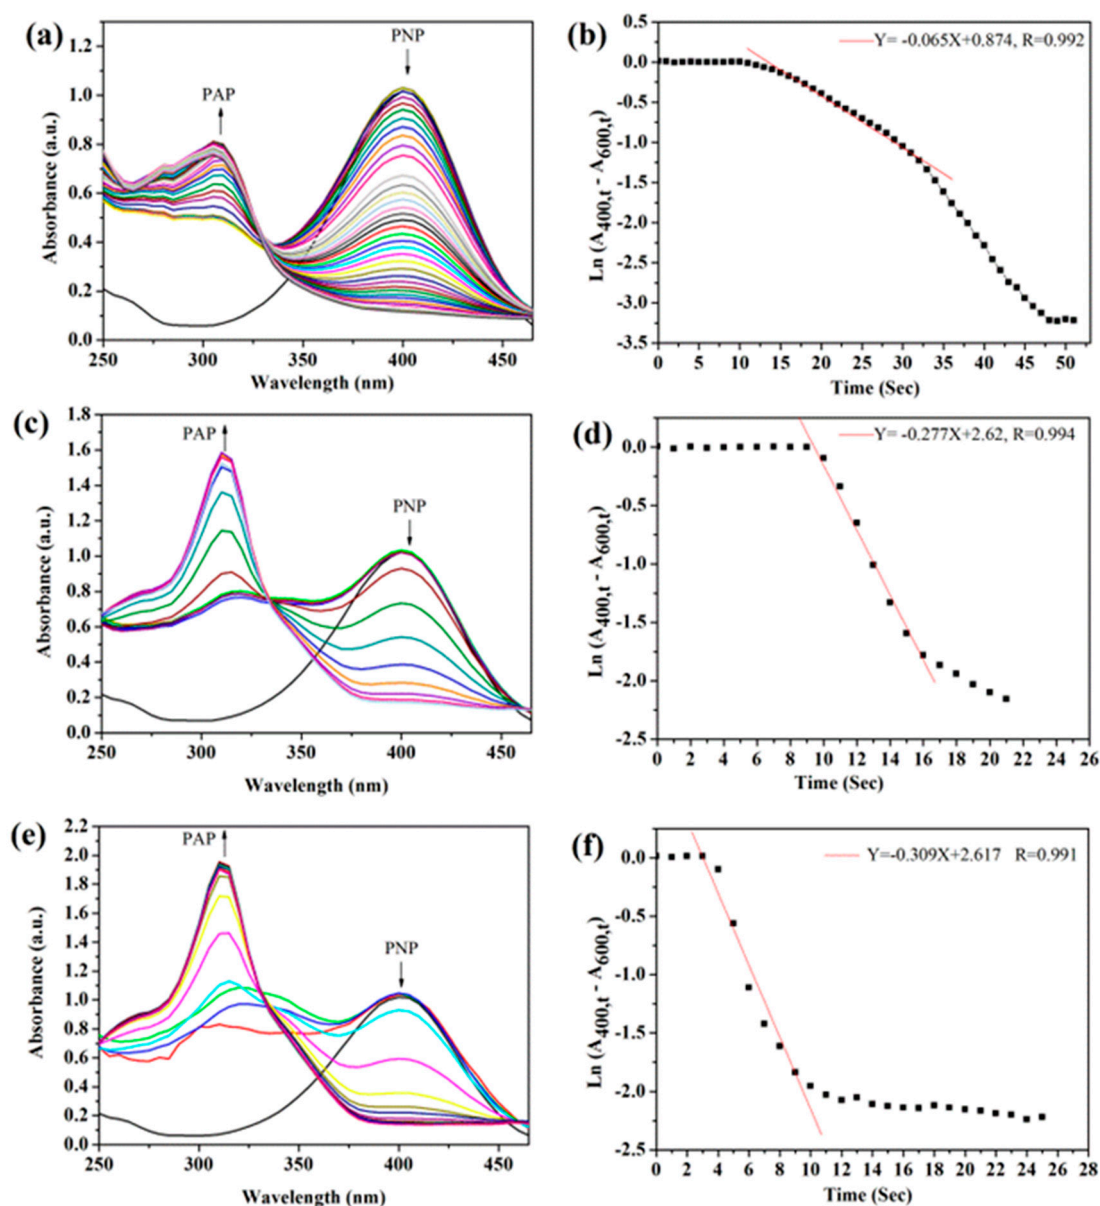 (a)
PNP
PAP
1.2
1.0
0.8
0.6
0.4
0.2
0.0
Absorbance (a.u.)
250 300 350 400 450
Wavelength (nm)
(b)
Y= -0.065X+0.874, R=0.992
0.5
0.0
-0.5
-1.0
-1.5
-2.0
-2.5
-3.0
-3.5
Ln (A400,t - A600,t)
0 5 10 15 20 25 30 35 40 45 50
Time (Sec)
(c)
PAP
PNP
1.8
1.6
1.4
1.2
1.0
0.8
0.6
0.4
0.2
0.0
Absorbance (a.u.)
250 300 350 400 450
Wavelength (nm)
(d)
Y= -0.277X+2.62, R=0.994
0.0
-0.5
-1.0
-1.5
-2.0
-2.5
Ln (A400,t - A600,t)
0 2 4 6 8 10 12 14 16 18 20 22 24 26
Time (Sec)
(e)
PAP
PNP
2.2
2.0
1.8
1.6
1.4
1.2
1.0
0.8
0.6
0.4
0.2
0.0
Absorbance (a.u.)
250 300 350 400 450
Wavelength (nm)
(f)
Y=-0.309X+2.617 R=0.991
0.0
-0.5
-1.0
-1.5
-2.0
-2.5
Ln (A400,t - A600,t)
0 2 4 6 8 10 12 14 16 18 20 22 24 26 28
Time (Sec)